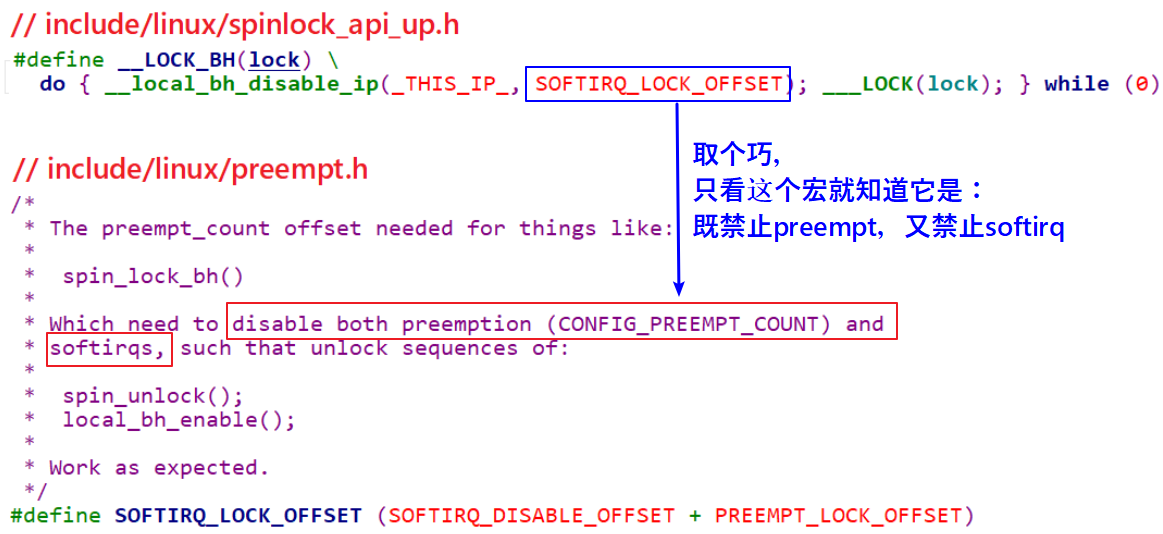 // include/linux/spinlock_api_up.h
#define __LOCK_BH(lock) \
do { __local_bh_disable_ip(_THIS_IP_, SOFTIRQ_LOCK_OFFSET); ___LOCK(lock); } while (0)
取个巧,
只看这个宏就知道它是：
既禁止preempt, 又禁止softirq
// include/linux/preempt.h
/*
* The preempt_count offset needed for things like:
*
* spin_lock_bh()
*
* Which need to disable both preemption (CONFIG_PREEMPT_COUNT) and
* softirqs, such that unlock sequences of:
*
* spin_unlock();
* local_bh_enable();
*
* Work as expected.
*/
#define SOFTIRQ_LOCK_OFFSET (SOFTIRQ_DISABLE_OFFSET + PREEMPT_LOCK_OFFSET)